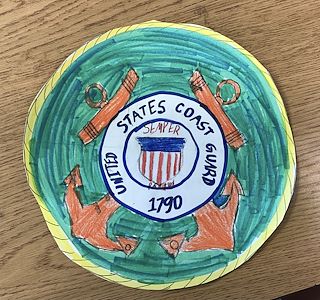 UNITED STATES COAST GUARD
SEMPER
1790